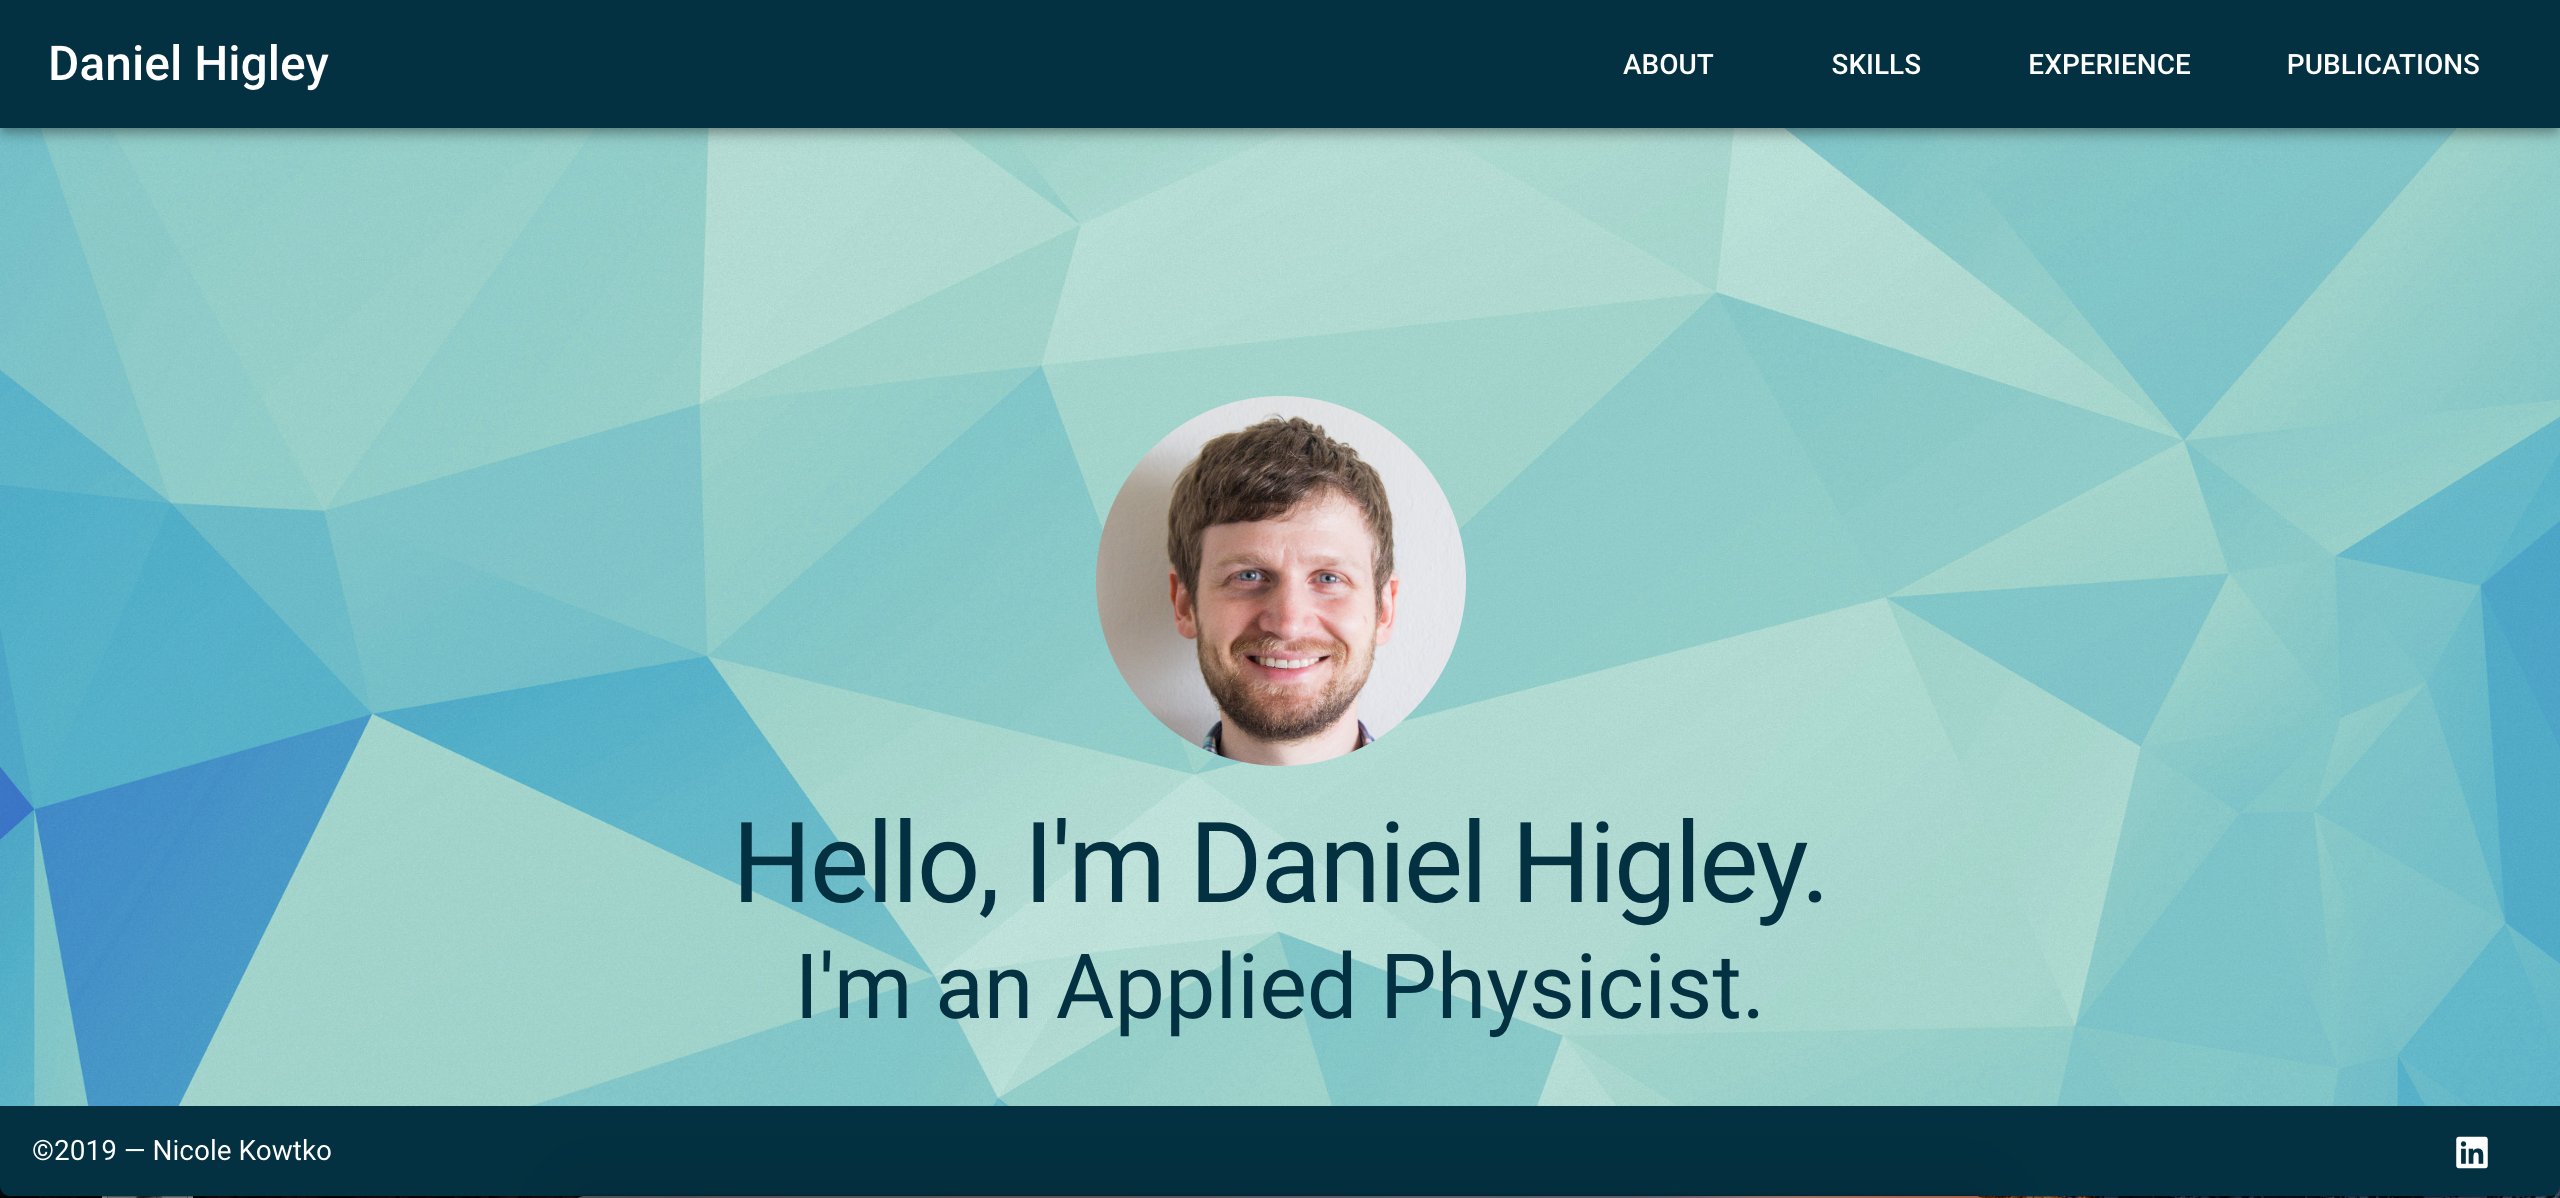 Daniel Higley
ABOUT SKILLS EXPERIENCE PUBLICATIONS
Hello, I'm Daniel Higley.
I'm an Applied Physicist.
©2019 — Nicole Kowtko
in